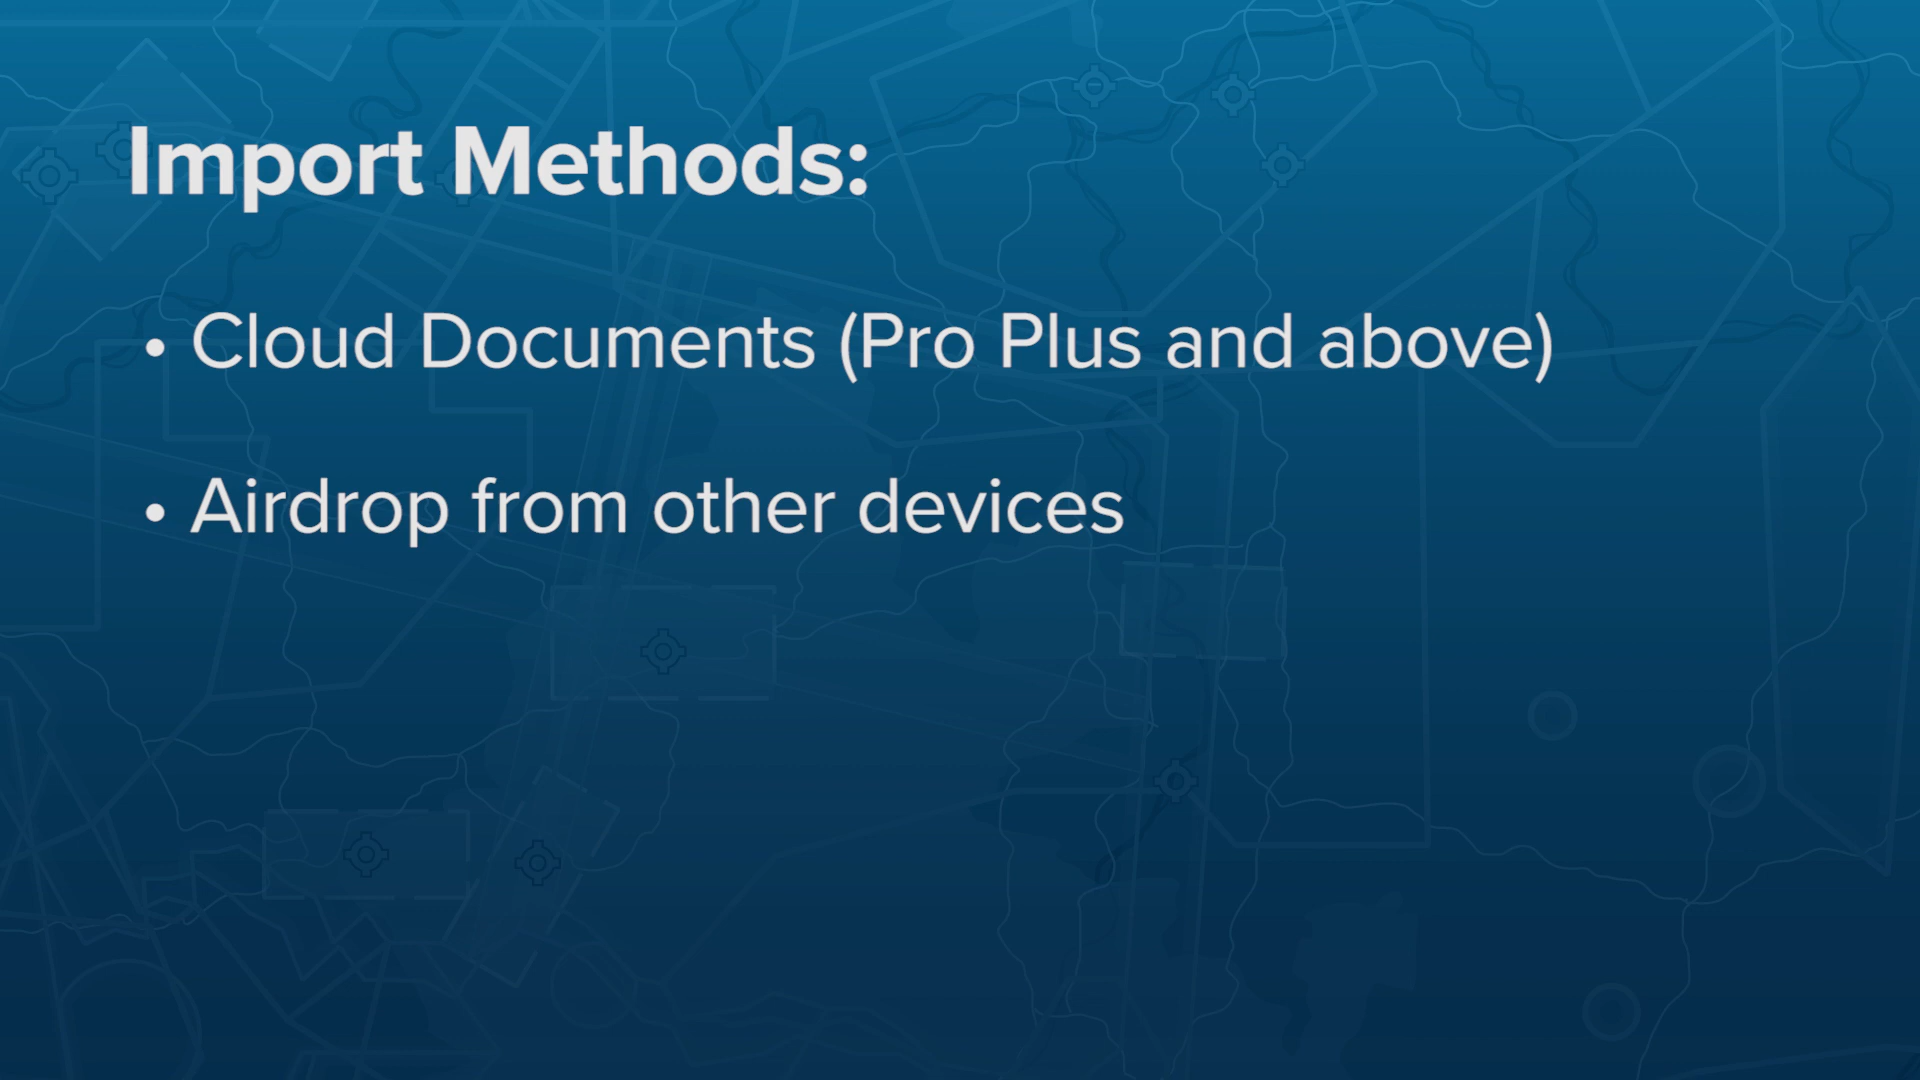 Import Methods:
• Cloud Documents (Pro Plus and above)
• Airdrop from other devices